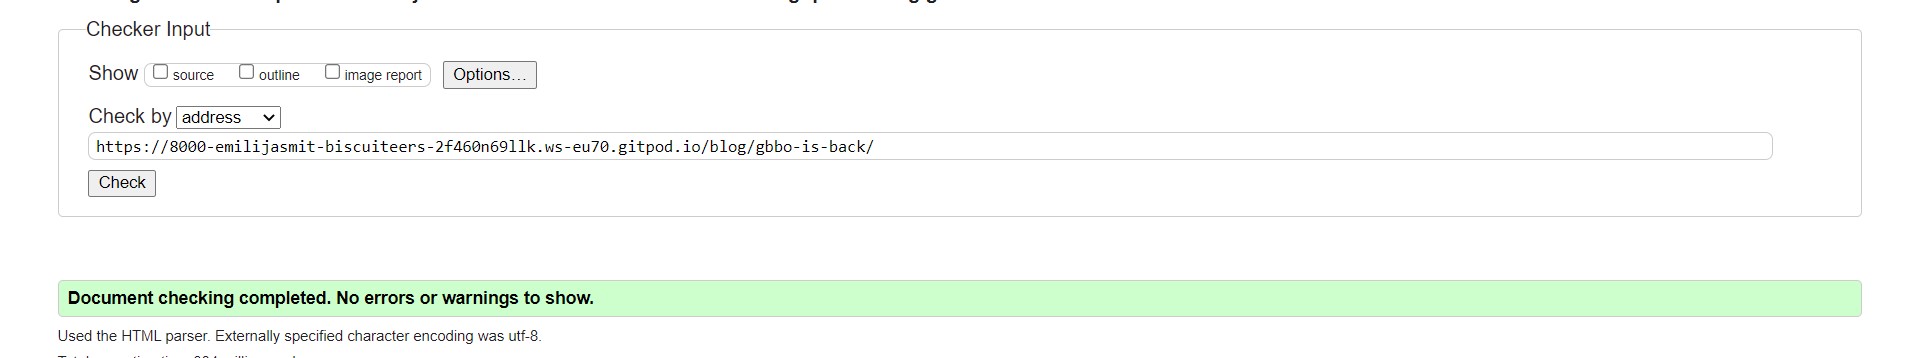 Checker Input
Show source outline image report Options...
Check by address
https://8000-emilijasmit-biscuiteers-2f460n69llk.ws-eu70.gitpod.io/blog/gbbo-is-back/
Check
Document checking completed. No errors or warnings to show.
Used the HTML parser. Externally specified character encoding was utf-8.